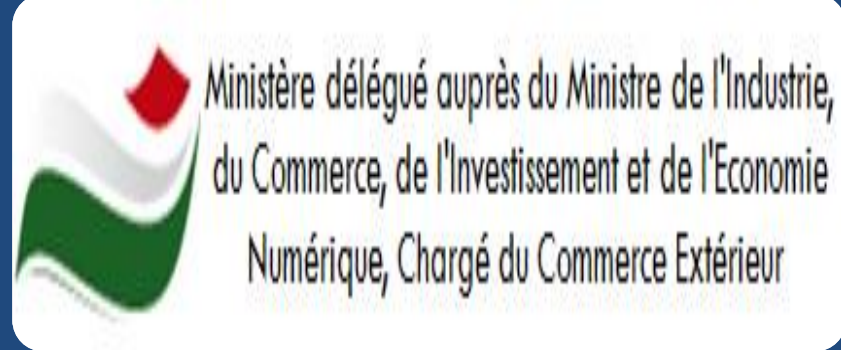 Ministère délégué auprès du Ministre de l'Industrie,
du Commerce, de l'Investissement et de l'Economie
Numérique, Chargé du Commerce Extérieur